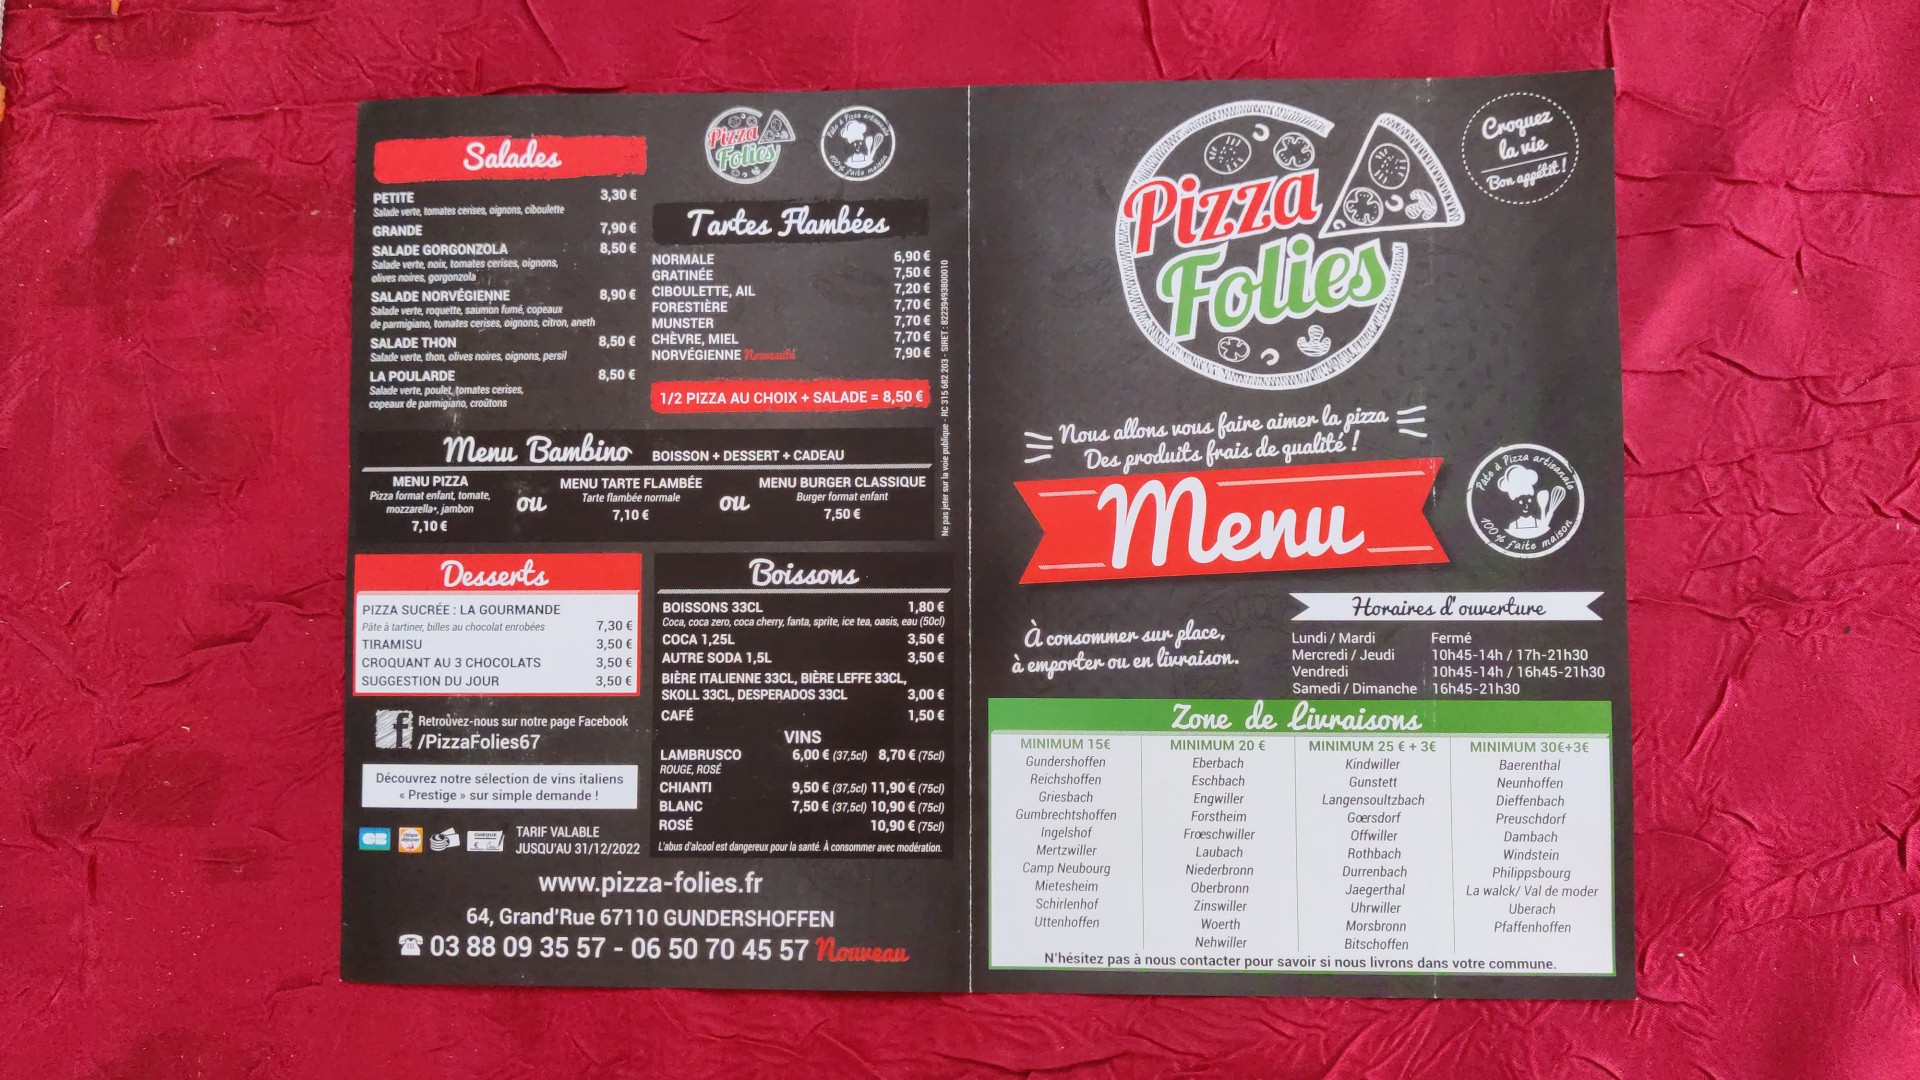 Salades
PETITE 3,30 €
Salade verte, tomates cerises, oignons, ciboulette
GRANDE 7,90 €
SALADE GORGONZOLA 8,50 €
Salade verte, noix, tomates cerises, oignons,
olives noires, gorgonzola
SALADE NORVÉGIENNE 8,90 €
Salade verte, roquette, saumon fumé, copeaux
de parmigiano, tomates cerises, oignons, citron, aneth
SALADE THON 8,50 €
Salade verte, thon, olives noires, oignons, persil
LA POULARDE 8,50 €
Salade verte, poulet, tomates cerises,
copeaux de parmigiano, croûtons
Pizza
Folies
Pâte à Pizza artisanale
100% faite maison
Tartes Flambées
NORMALE 6,90 €
GRATINÉE 7,50 €
CIBOULETTE, AIL 7,20 €
FORESTIÈRE 7,70 €
MUNSTER 7,70 €
CHÈVRE, MIEL 7,70 €
NORVÉGIENNE Nouveauté 7,90 €
1/2 PIZZA AU CHOIX + SALADE = 8,50 €
Ne pas jeter sur la voie publique - RC 315 682 203 - SIRET : 82239493800010
Menu Bambino BOISSON + DESSERT + CADEAU
MENU PIZZA
Pizza format enfant, tomate,
mozzarella*, jambon
7,10 €
ou
MENU TARTE FLAMBÉE
Tarte flambée normale
7,10 €
ou
MENU BURGER CLASSIQUE
Burger format enfant
7,50 €
Desserts
PIZZA SUCRÉE : LA GOURMANDE
Pâte à tartiner, billes au chocolat enrobées 7,30 €
TIRAMISU 3,50 €
CROQUANT AU 3 CHOCOLATS 3,50 €
SUGGESTION DU JOUR 3,50 €
f
Retrouvez-nous sur notre page Facebook
/PizzaFolies67
Découvrez notre sélection de vins italiens
« Prestige » sur simple demande !
CB
CHEQUE
TARIF VALABLE
JUSQU'AU 31/12/2022
Boissons
BOISSONS 33CL 1,80 €
Coca, coca zero, coca cherry, fanta, sprite, ice tea, oasis, eau (50cl)
COCA 1,25L 3,50 €
AUTRE SODA 1,5L 3,50 €
BIÈRE ITALIENNE 33CL, BIÈRE LEFFE 33CL,
SKOLL 33CL, DESPERADOS 33CL 3,00 €
CAFÉ 1,50 €
VINS
LAMBRUSCO 6,00 € (37,5cl) 8,70 € (75cl)
ROUGE, ROSÉ
CHIANTI 9,50 € (37,5cl) 11,90 € (75cl)
BLANC 7,50 € (37,5cl) 10,90 € (75cl)
ROSÉ 10,90 € (75cl)
L'abus d'alcool est dangereux pour la santé. À consommer avec modération.
www.pizza-folies.fr
64, Grand'Rue 67110 GUNDERSHOFFEN
03 88 09 35 57 - 06 50 70 45 57 Nouveau
Pizza
Folies
Croquez
la vie
Bon appétit !
Nous allons vous faire aimer la pizza
Des produits frais de qualité !
Menu
Pâte à Pizza artisanale
100% faite maison
À consommer sur place,
à emporter ou en livraison.
Horaires d'ouverture
Lundi / Mardi Fermé
Mercredi / Jeudi 10h45-14h / 17h-21h30
Vendredi 10h45-14h / 16h45-21h30
Samedi / Dimanche 16h45-21h30
Zone de Livraisons
MINIMUM 15€
Gundershoffen
Reichshoffen
Griesbach
Gumbrechtshoffen
Ingelshof
Mertzwiller
Camp Neubourg
Mietesheim
Schirlenhof
Uttenhoffen
MINIMUM 20 €
Eberbach
Eschbach
Engwiller
Forstheim
Frœschwiller
Laubach
Niederbronn
Oberbronn
Zinswiller
Woerth
Nehwiller
MINIMUM 25 € + 3€
Kindwiller
Gunstett
Langensoultzbach
Gœrsdorf
Offwiller
Rothbach
Durrenbach
Jaegerthal
Uhrwiller
Morsbronn
Bitschoffen
MINIMUM 30€+3€
Baerenthal
Neunhoffen
Dieffenbach
Preuschdorf
Dambach
Windstein
Philippsbourg
La walck/ Val de moder
Uberach
Pfaffenhoffen
N'hésitez pas à nous contacter pour savoir si nous livrons dans votre commune.